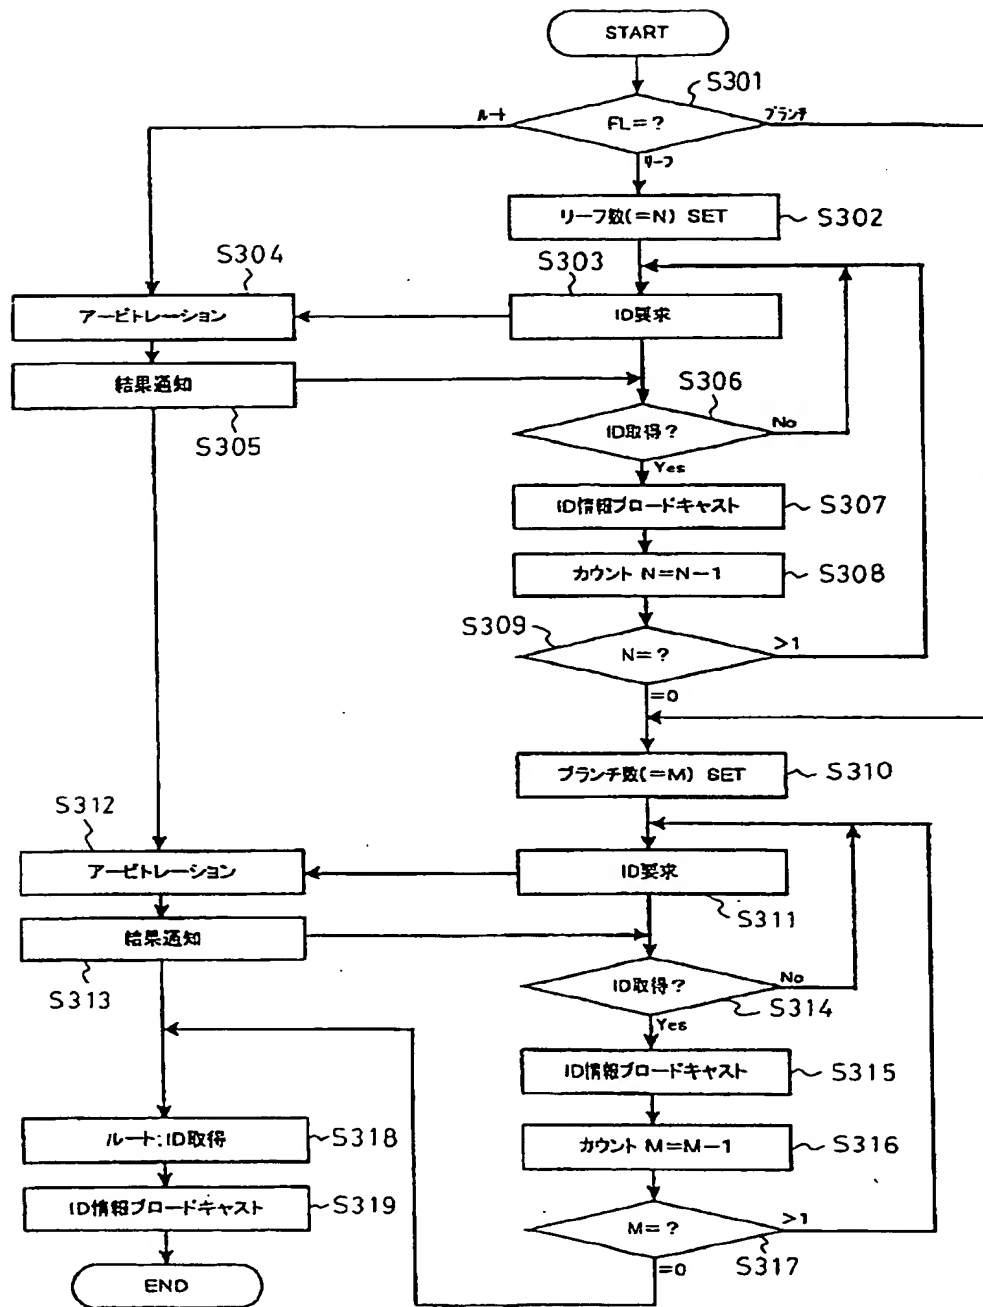 START
S301
ルート
FL=?
ブランチ
リーフ
リーフ数(=N) SET
S302
S304
S303
アービトレーション
ID要求
結果通知
S306
S305
ID取得?
No
Yes
ID情報ブロードキャスト
S307
カウント N=N-1
S308
S309
N=?
>1
=0
ブランチ数(=M) SET
S310
S312
アービトレーション
ID要求
S311
結果通知
S313
ID取得?
No
S314
Yes
ID情報ブロードキャスト
S315
ルート:ID取得
S318
カウント M=M-1
S316
ID情報ブロードキャスト
S319
M=?
>1
S317
=0
END